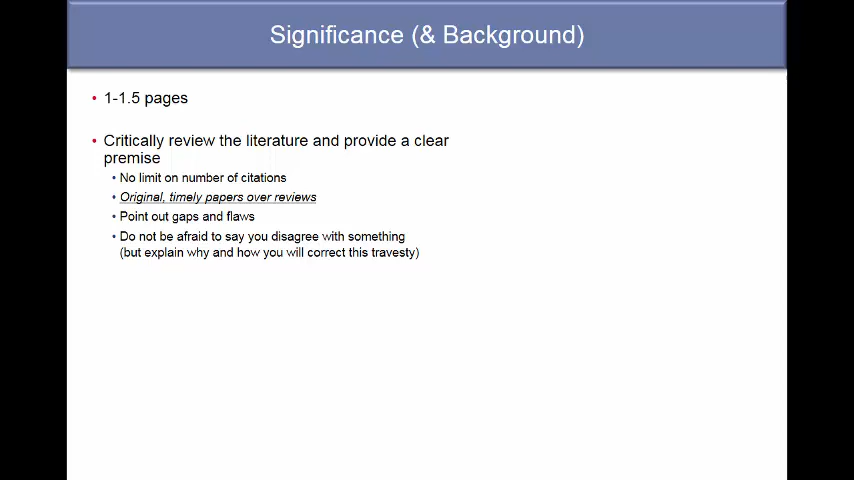 Significance (& Background)
• 1-1.5 pages
• Critically review the literature and provide a clear
premise
• No limit on number of citations
• Original, timely papers over reviews
• Point out gaps and flaws
• Do not be afraid to say you disagree with something
(but explain why and how you will correct this travesty)